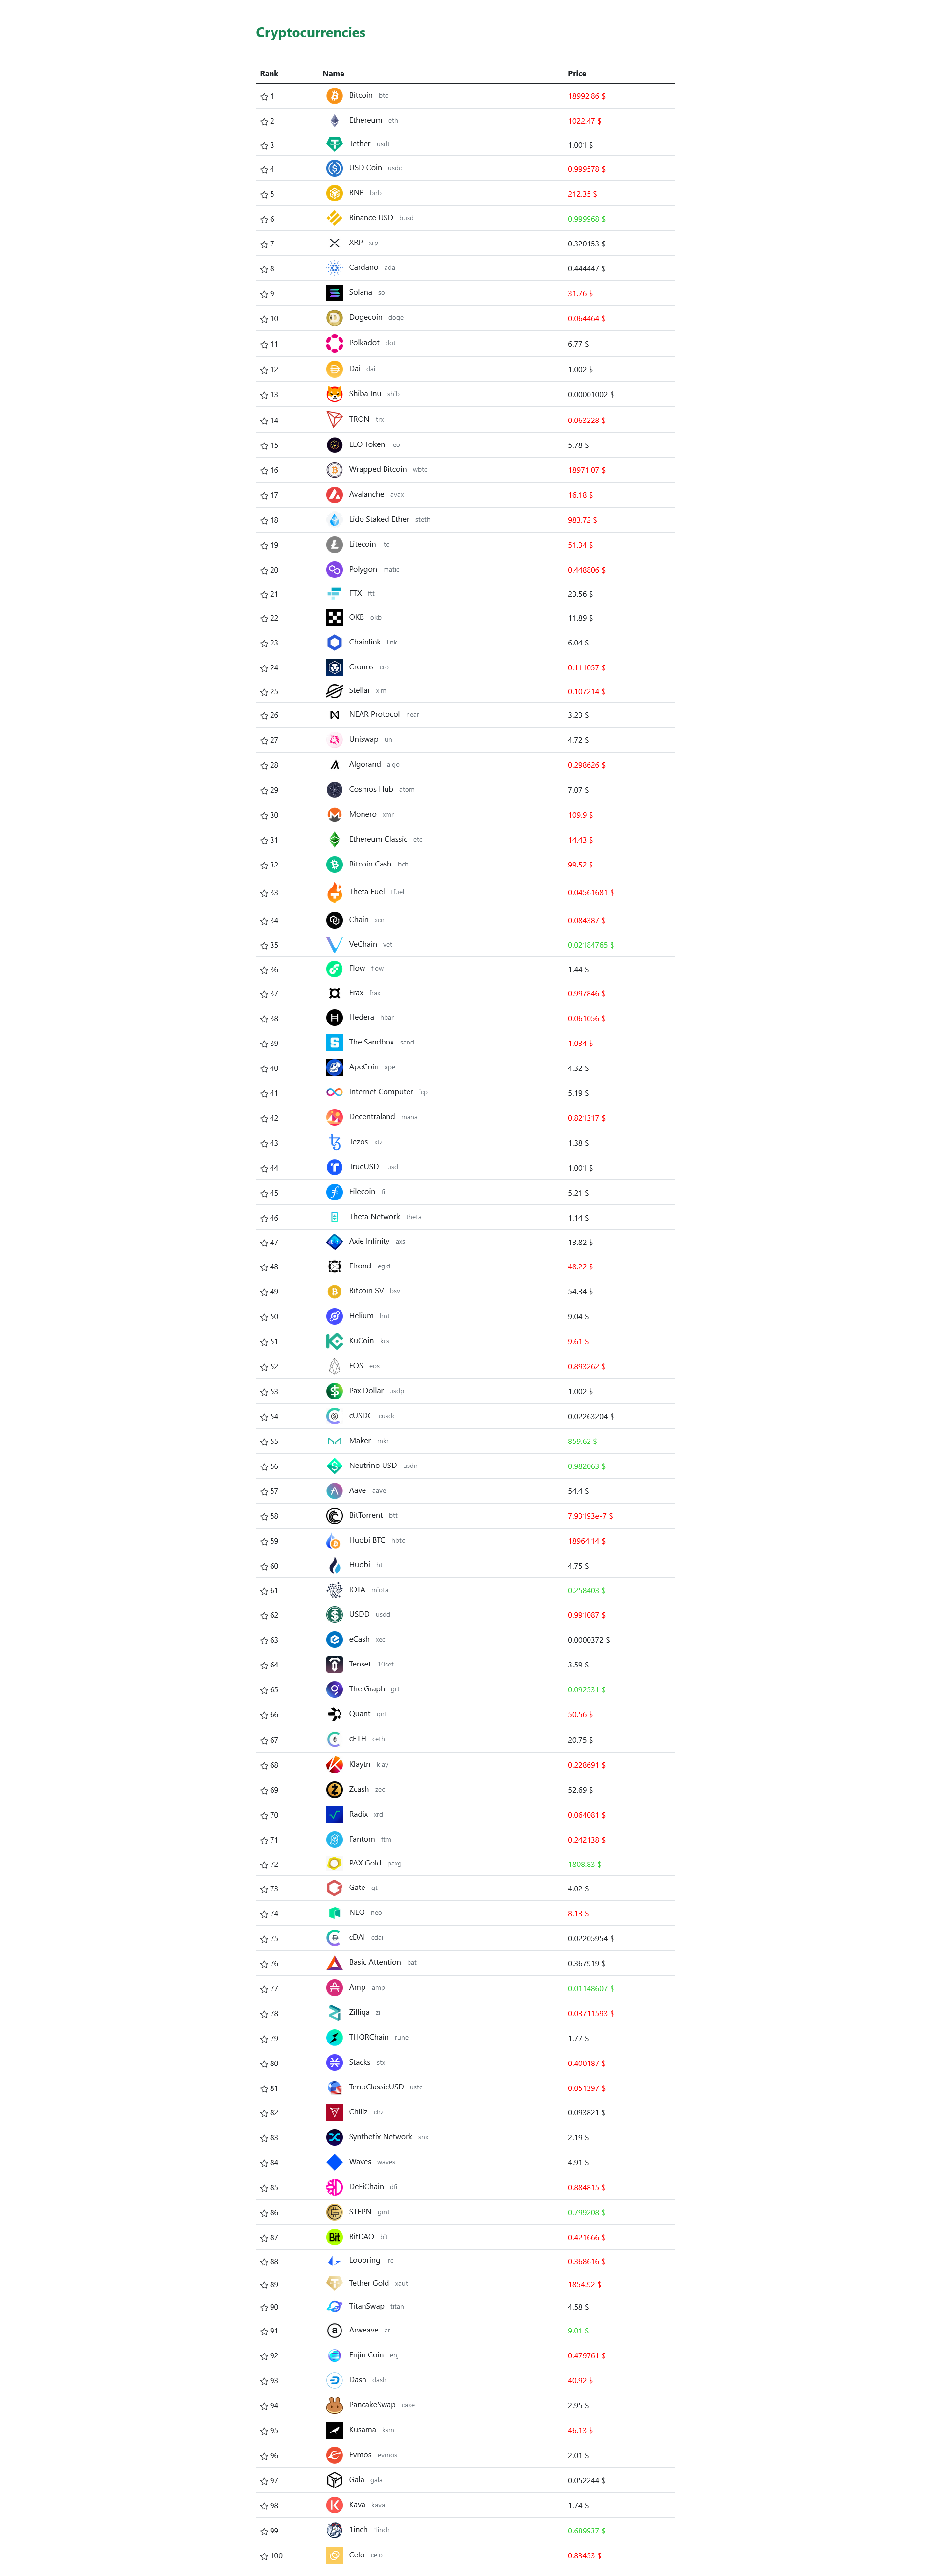 Cryptocurrencies
Rank Name Price
1 Bitcoin btc 18992.86 $
2 Ethereum eth 1022.47 $
3 Tether usdt 1.001 $
4 USD Coin usdc 0.999578 $
5 BNB bnb 212.35 $
6 Binance USD busd 0.999968 $
7 XRP xrp 0.320153 $
8 Cardano ada 0.444447 $
9 Solana sol 31.76 $
10 Dogecoin doge 0.064464 $
11 Polkadot dot 6.77 $
12 Dai dai 1.002 $
13 Shiba Inu shib 0.00001002 $
14 TRON trx 0.063228 $
15 LEO Token leo 5.78 $
16 Wrapped Bitcoin wbtc 18971.07 $
17 Avalanche avax 16.18 $
18 Lido Staked Ether steth 983.72 $
19 Litecoin ltc 51.34 $
20 Polygon matic 0.448806 $
21 FTX ftt 23.56 $
22 OKB okb 11.89 $
23 Chainlink link 6.04 $
24 Cronos cro 0.111057 $
25 Stellar xlm 0.107214 $
26 NEAR Protocol near 3.23 $
27 Uniswap uni 4.72 $
28 Algorand algo 0.298626 $
29 Cosmos Hub atom 7.07 $
30 Monero xmr 109.9 $
31 Ethereum Classic etc 14.43 $
32 Bitcoin Cash bch 99.52 $
33 Theta Fuel tfuel 0.04561681 $
34 Chain xcn 0.084387 $
35 VeChain vet 0.02184765 $
36 Flow flow 1.44 $
37 Frax frax 0.997846 $
38 Hedera hbar 0.061056 $
39 The Sandbox sand 1.034 $
40 ApeCoin ape 4.32 $
41 Internet Computer icp 5.19 $
42 Decentraland mana 0.821317 $
43 Tezos xtz 1.38 $
44 TrueUSD tusd 1.001 $
45 Filecoin fil 5.21 $
46 Theta Network theta 1.14 $
47 Axie Infinity axs 13.82 $
48 Elrond egld 48.22 $
49 Bitcoin SV bsv 54.34 $
50 Helium hnt 9.04 $
51 KuCoin kcs 9.61 $
52 EOS eos 0.893262 $
53 Pax Dollar usdp 1.002 $
54 cUSDC cusdc 0.02263204 $
55 Maker mkr 859.62 $
56 Neutrino USD usdn 0.982063 $
57 Aave aave 54.4 $
58 BitTorrent btt 7.93193e-7 $
59 Huobi BTC hbtc 18964.14 $
60 Huobi ht 4.75 $
61 IOTA miota 0.258403 $
62 USDD usdd 0.991087 $
63 eCash xec 0.0000372 $
64 Tenset 10set 3.59 $
65 The Graph grt 0.092531 $
66 Quant qnt 50.56 $
67 cETH ceth 20.75 $
68 Klaytn klay 0.228691 $
69 Zcash zec 52.69 $
70 Radix xrd 0.064081 $
71 Fantom ftm 0.242138 $
72 PAX Gold paxg 1808.83 $
73 Gate gt 4.02 $
74 NEO neo 8.13 $
75 cDAI cdai 0.02205954 $
76 Basic Attention bat 0.367919 $
77 Amp amp 0.01148607 $
78 Zilliqa zil 0.03711593 $
79 THORChain rune 1.77 $
80 Stacks stx 0.400187 $
81 TerraClassicUSD ustc 0.051397 $
82 Chiliz chz 0.093821 $
83 Synthetix Network snx 2.19 $
84 Waves waves 4.91 $
85 DeFiChain dfi 0.884815 $
86 STEPN gmt 0.799208 $
87 BitDAO bit 0.421666 $
88 Loopring lrc 0.368616 $
89 Tether Gold xaut 1854.92 $
90 TitanSwap titan 4.58 $
91 Arweave ar 9.01 $
92 Enjin Coin enj 0.479761 $
93 Dash dash 40.92 $
94 PancakeSwap cake 2.95 $
95 Kusama ksm 46.13 $
96 Evmos evmos 2.01 $
97 Gala gala 0.052244 $
98 Kava kava 1.74 $
99 1inch 1inch 0.689937 $
100 Celo celo 0.83453 $